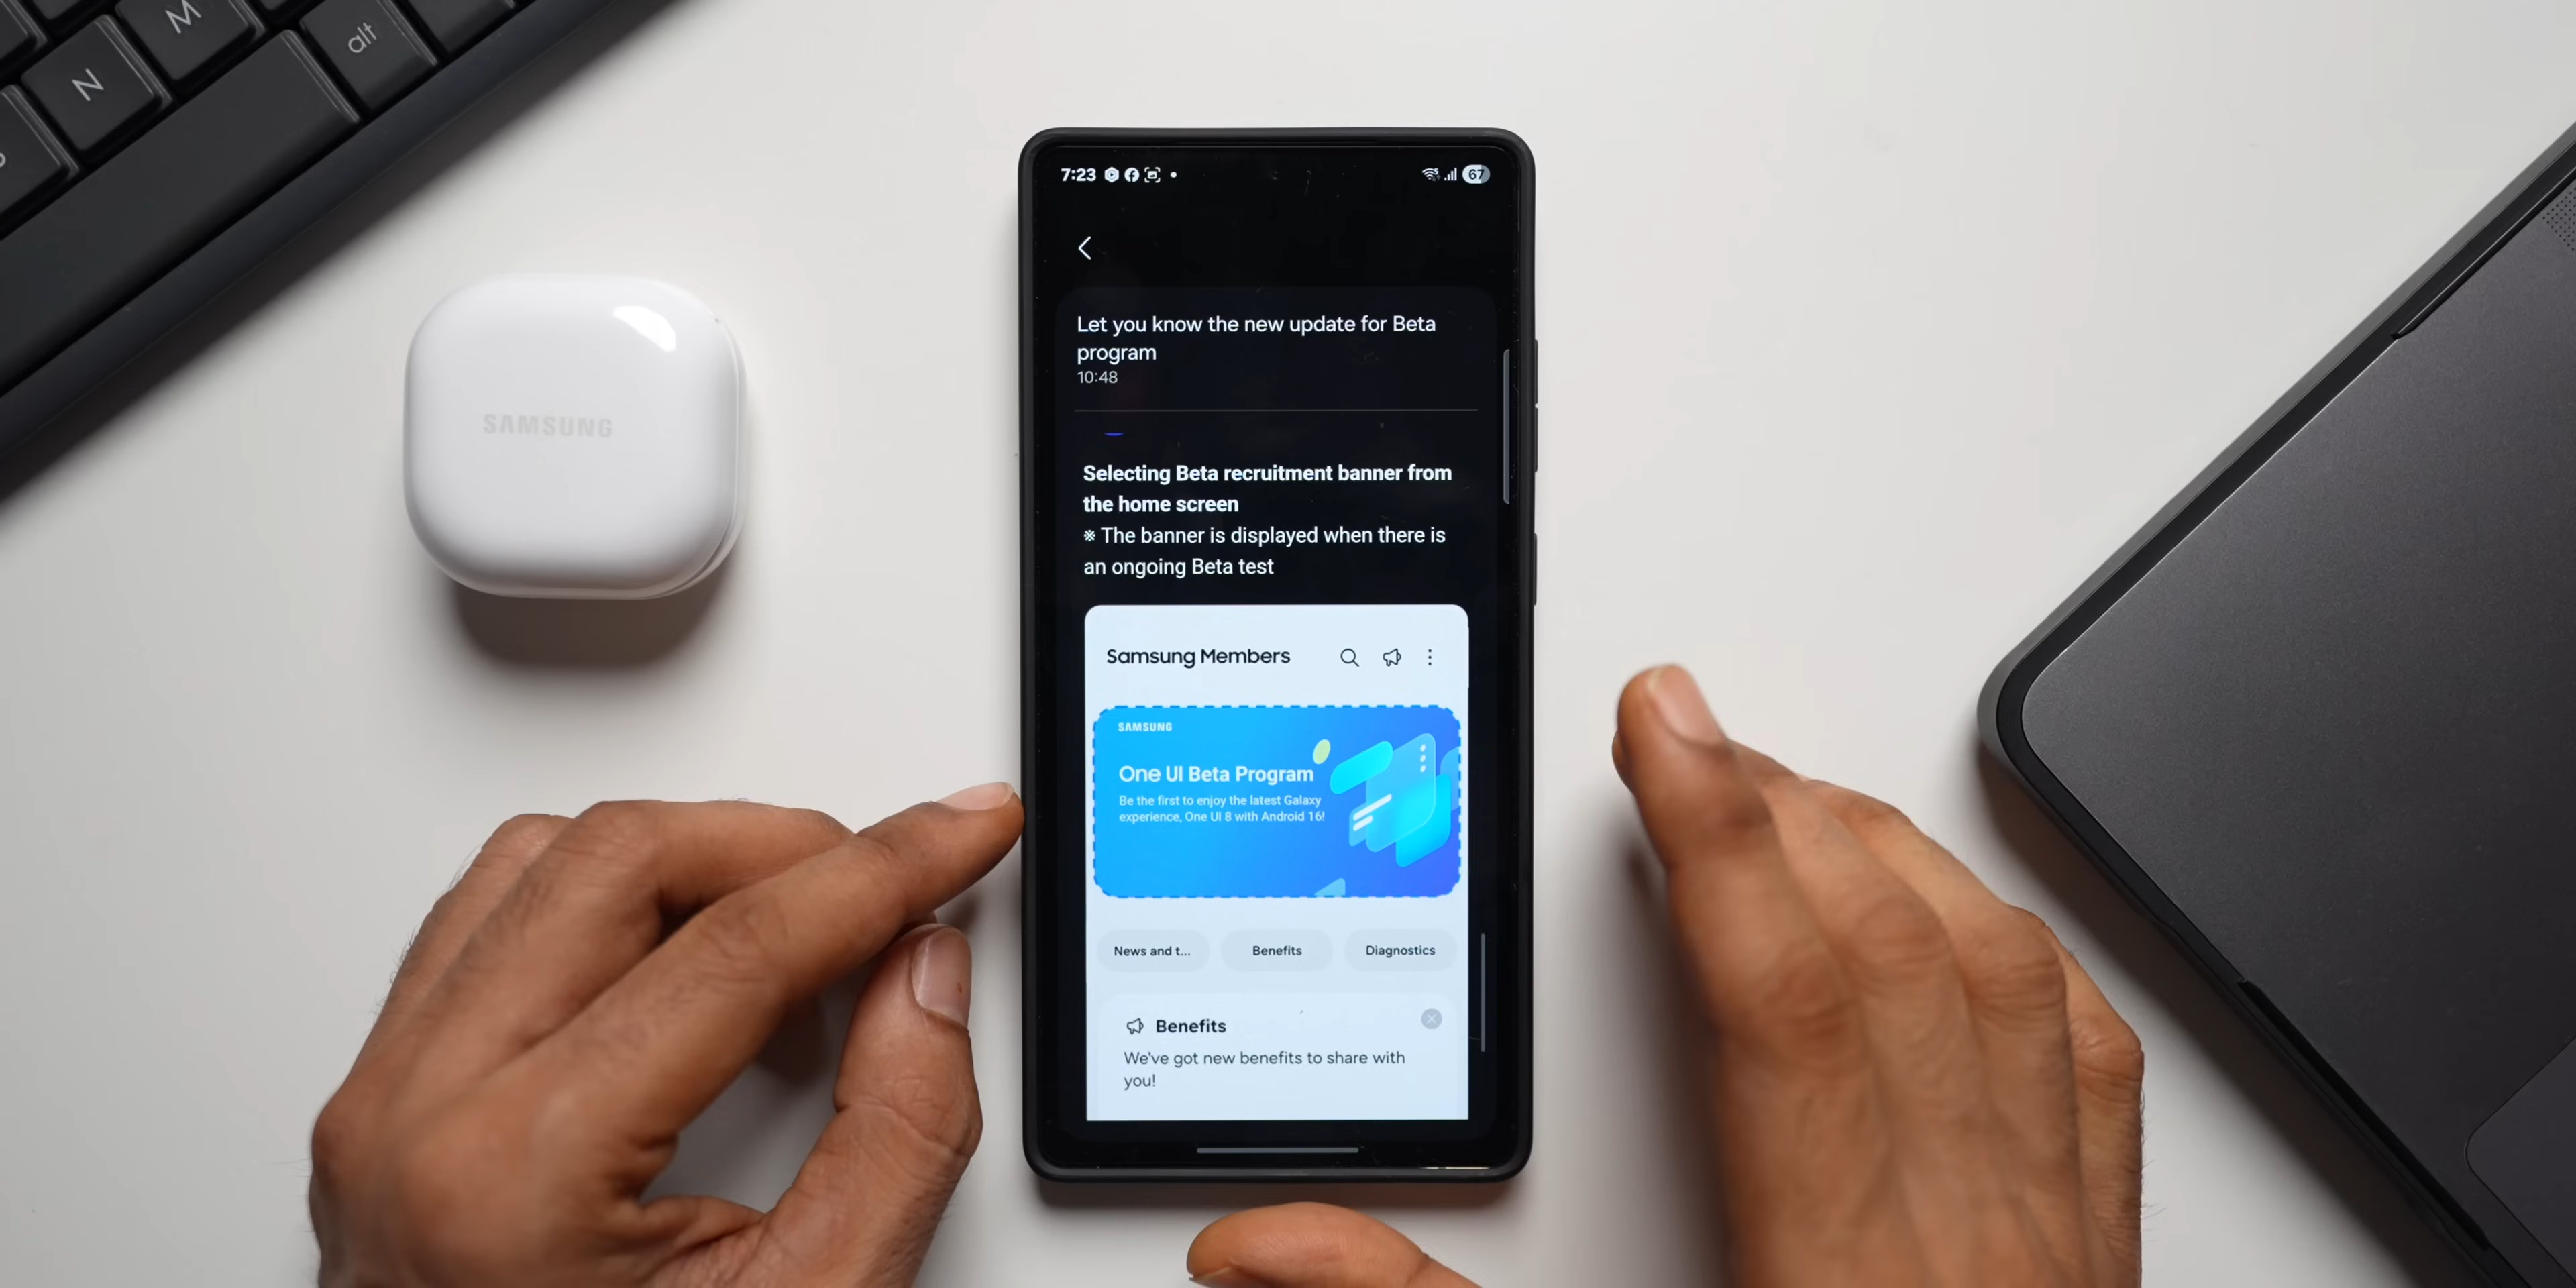 M
N
alt
SAMSUNG
7:23
67
Let you know the new update for Beta
program
10:48
Selecting Beta recruitment banner from
the home screen
※ The banner is displayed when there is
an ongoing Beta test
Samsung Members
SAMSUNG
One UI Beta Program
Be the first to enjoy the latest Galaxy
experience, One UI 8 with Android 16!
News and t...
Benefits
Diagnostics
Benefits
We've got new benefits to share with
you!